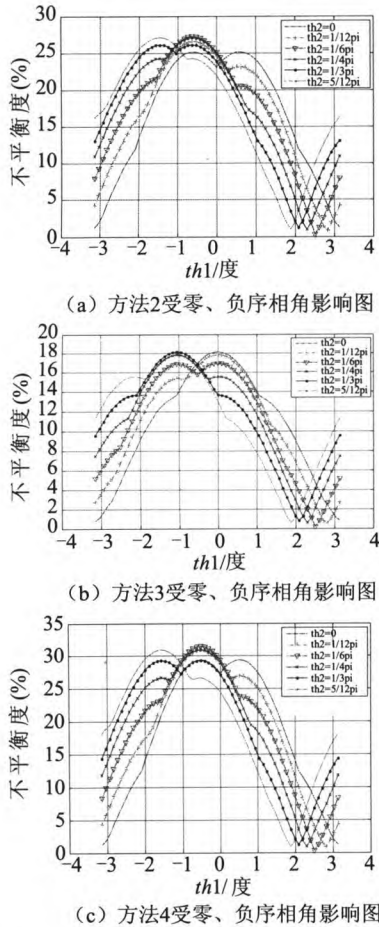 不平衡度(%)
30
25
20
15
10
5
0
th2=0
th2=1/12pi
th2=1/6pi
th2=1/4pi
th2=1/3pi
th2=5/12pi
−4 −3 −2 −1 0 1 2 3 4
th1/度
(a) 方法2受零、负序相角影响图
不平衡度(%)
20
18
16
14
12
10
8
6
4
2
0
th2=0
th2=1/12pi
th2=1/6pi
th2=1/4pi
th2=1/3pi
th2=5/12pi
−4 −3 −2 −1 0 1 2 3 4
th1/度
(b) 方法3受零、负序相角影响图
不平衡度(%)
35
30
25
20
15
10
5
0
th2=0
th2=1/12pi
th2=1/6pi
th2=1/4pi
th2=1/3pi
th2=5/12pi
−4 −3 −2 −1 0 1 2 3 4
th1/度
(c) 方法4受零、负序相角影响图